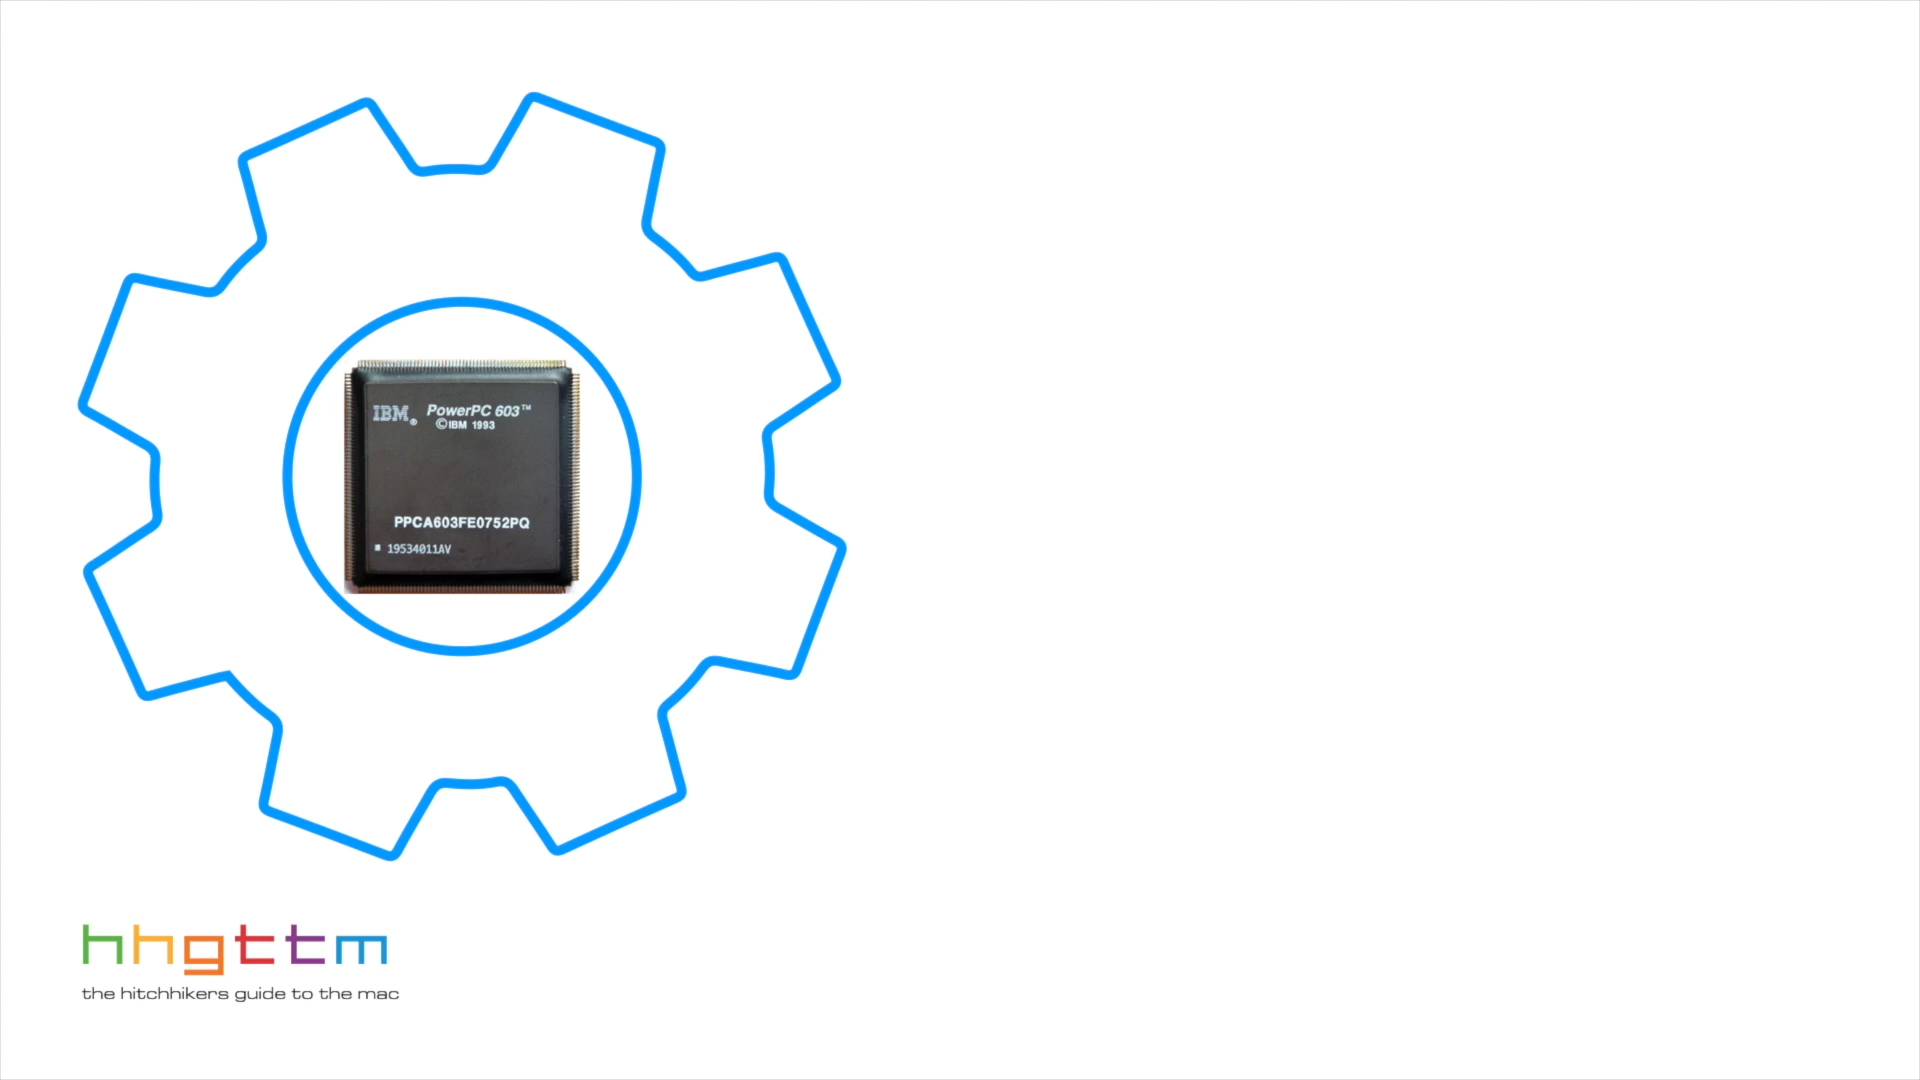 IBM® PowerPC 603™
©IBM 1993
PPCA603FE0752PQ
19534011AV
hhgttm
the hitchhikers guide to the mac